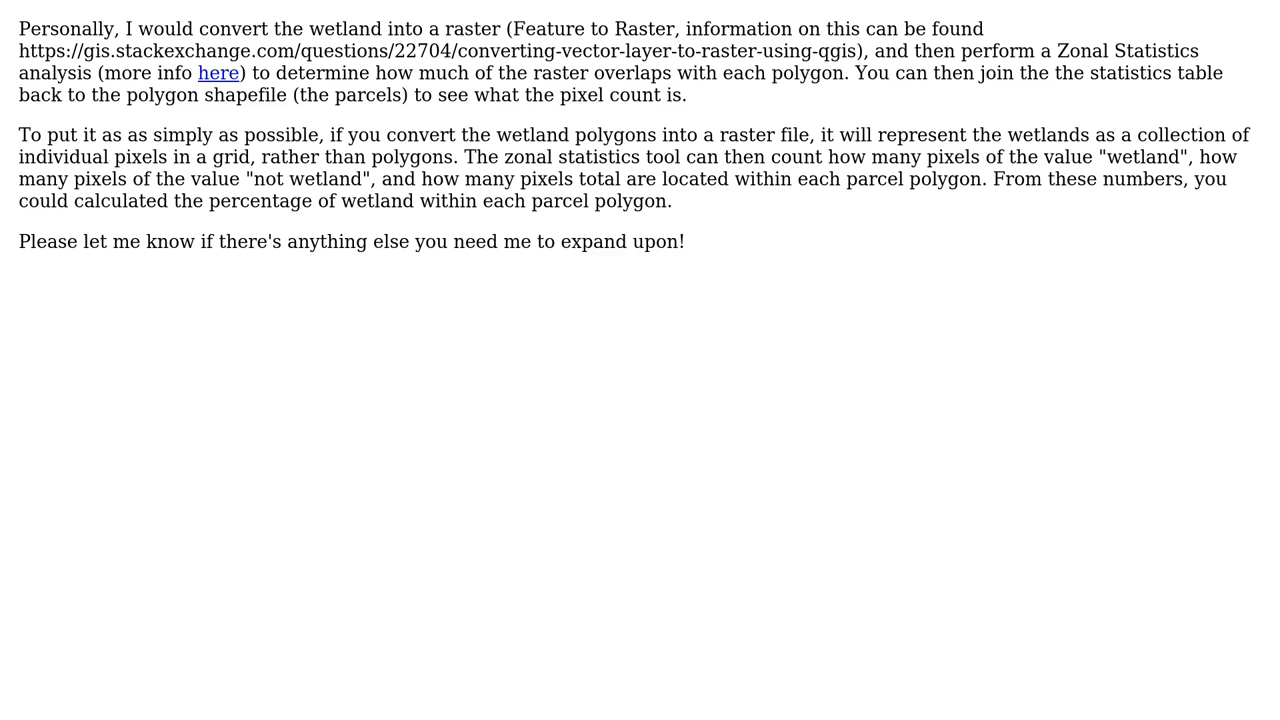 Personally, I would convert the wetland into a raster (Feature to Raster, information on this can be found
https://gis.stackexchange.com/questions/22704/converting-vector-layer-to-raster-using-qgis), and then perform a Zonal Statistics
analysis (more info here) to determine how much of the raster overlaps with each polygon. You can then join the the statistics table
back to the polygon shapefile (the parcels) to see what the pixel count is.
To put it as as simply as possible, if you convert the wetland polygons into a raster file, it will represent the wetlands as a collection of
individual pixels in a grid, rather than polygons. The zonal statistics tool can then count how many pixels of the value "wetland", how
many pixels of the value "not wetland", and how many pixels total are located within each parcel polygon. From these numbers, you
could calculated the percentage of wetland within each parcel polygon.
Please let me know if there's anything else you need me to expand upon!